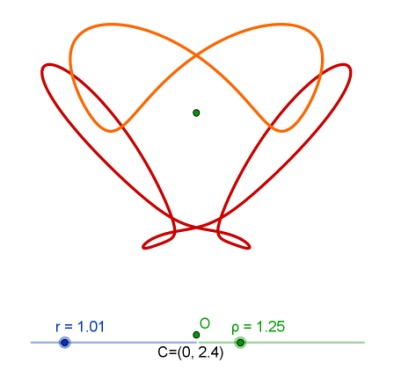 O
r = 1.01
ρ = 1.25
C=(0, 2.4)